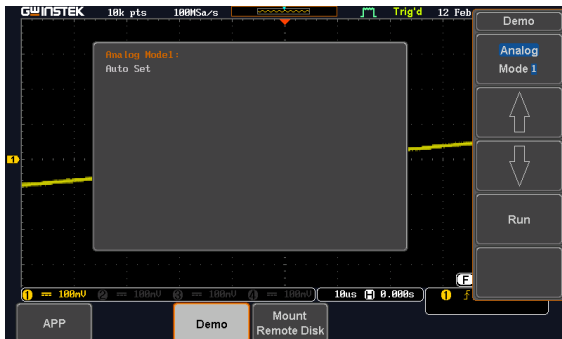 GWINSTEK 10k pts 100MSa/s Trig'd 12 Feb
Demo
Analog Mode1:
Auto Set
Analog
Mode 1
1
Run
F
1 100mV 2 100mV 3 100mV 4 100mV 10us H 0.000s 1
APP
Demo
Mount
Remote Disk